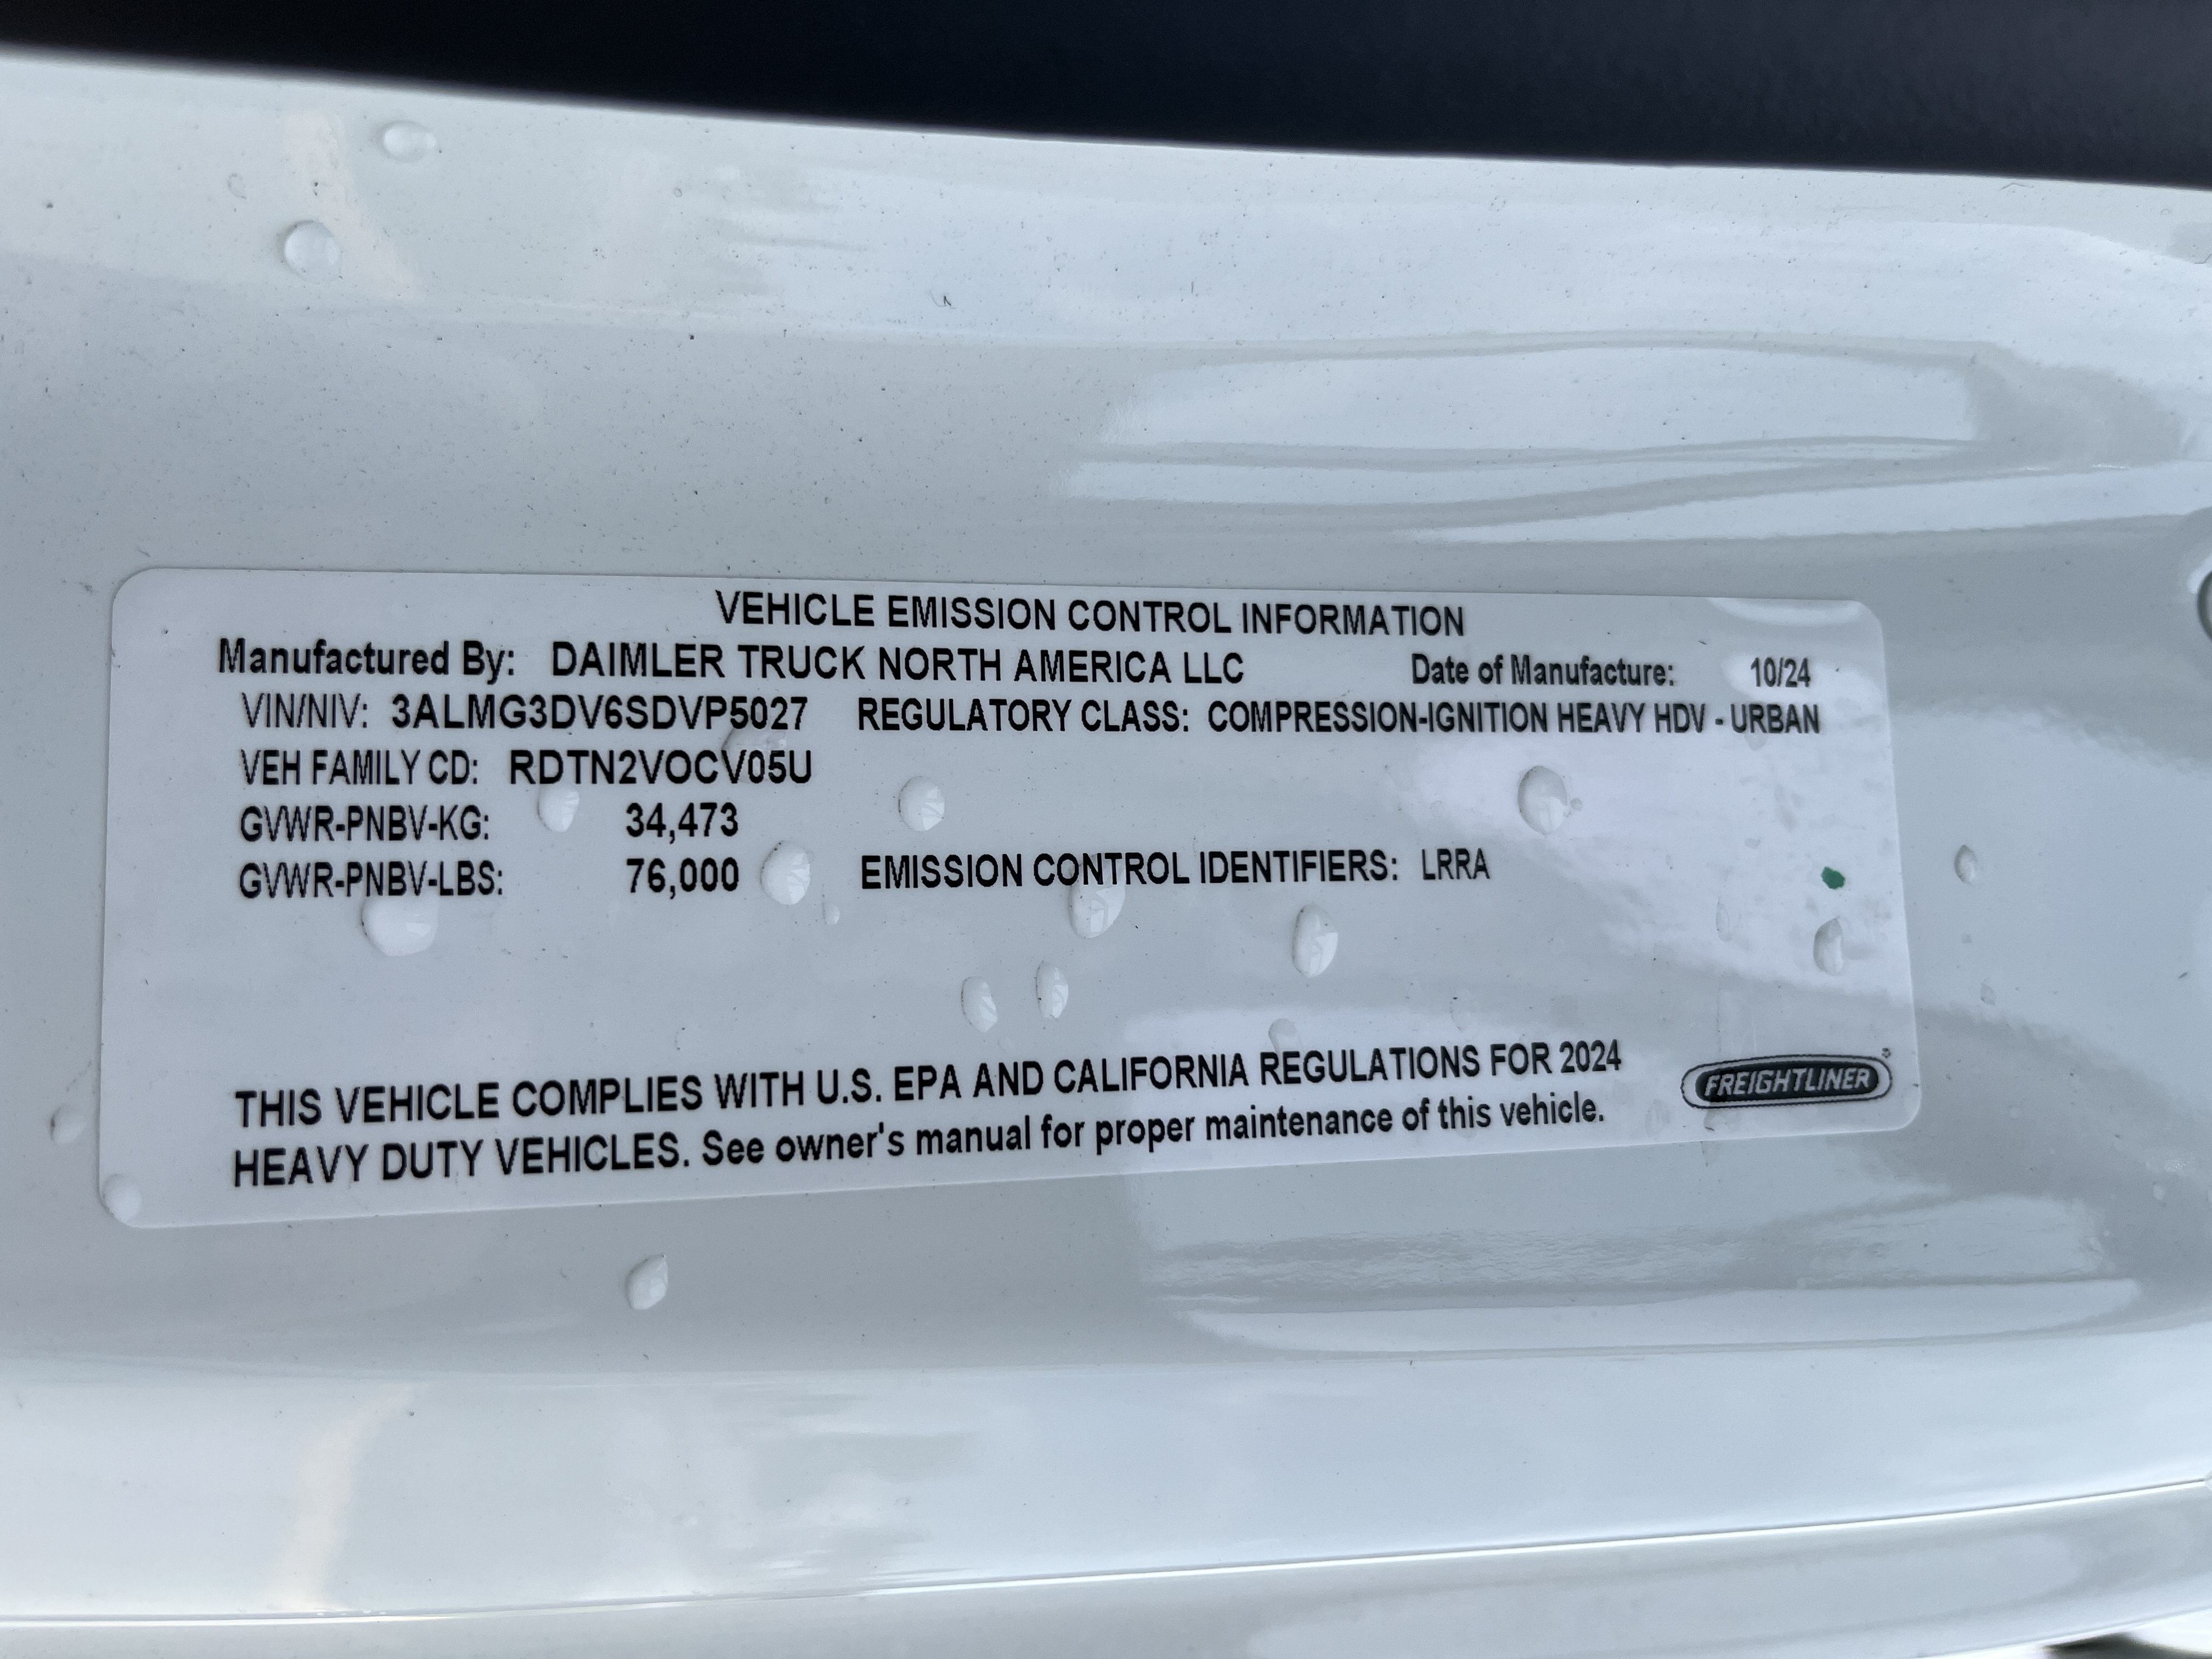 VEHICLE EMISSION CONTROL INFORMATION
Manufactured By: DAIMLER TRUCK NORTH AMERICA LLC Date of Manufacture: 10/24
VIN/NIV: 3ALMG3DV6SDVP5027 REGULATORY CLASS: COMPRESSION-IGNITION HEAVY HDV - URBAN
VEH FAMILY CD: RDTN2VOCV05U
GVWR-PNBV-KG: 34,473
GVWR-PNBV-LBS: 76,000 EMISSION CONTROL IDENTIFIERS: LRRA
THIS VEHICLE COMPLIES WITH U.S. EPA AND CALIFORNIA REGULATIONS FOR 2024
HEAVY DUTY VEHICLES. See owner's manual for proper maintenance of this vehicle.
FREIGHTLINER